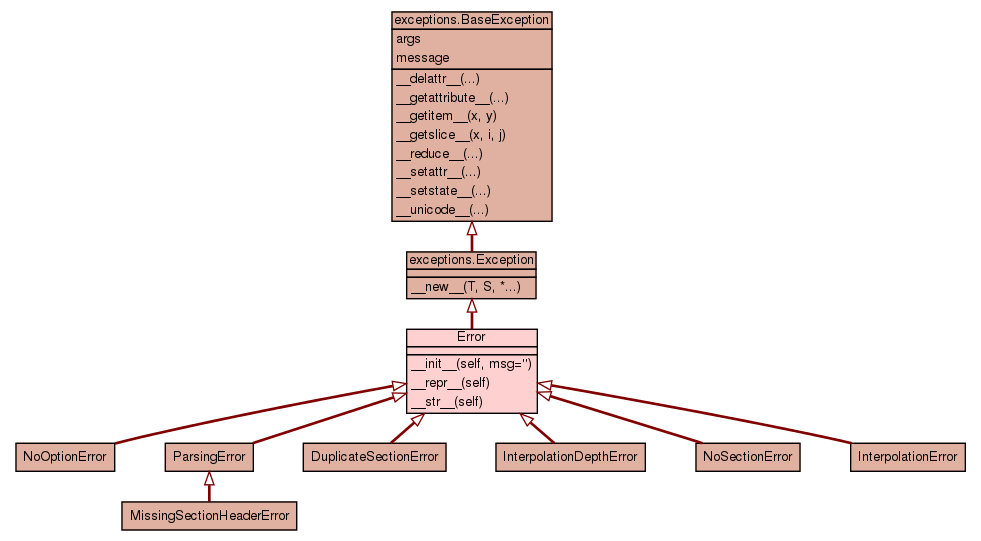 exceptions.BaseException
args
message
__delattr__(...)
__getattribute__(...)
__getitem__(x, y)
__getslice__(x, i, j)
__reduce__(...)
__setattr__(...)
__setstate__(...)
__unicode__(...)
exceptions.Exception
__new__(T, S, *...)
Error
__init__(self, msg='')
__repr__(self)
__str__(self)
NoOptionError
ParsingError
DuplicateSectionError
InterpolationDepthError
NoSectionError
InterpolationError
MissingSectionHeaderError